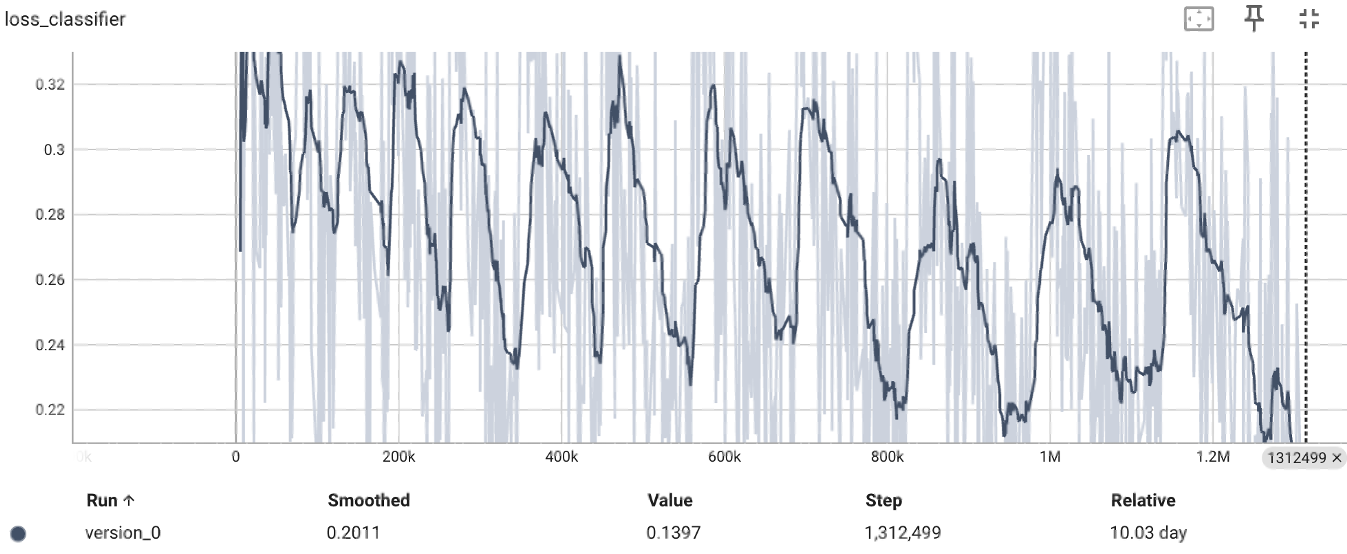 loss_classifier
0.32
0.3
0.28
0.26
0.24
0.22
0k 0 200k 400k 600k 800k 1M 1.2M 1312499 ×
Run ↑ Smoothed Value Step Relative
version_0 0.2011 0.1397 1,312,499 10.03 day